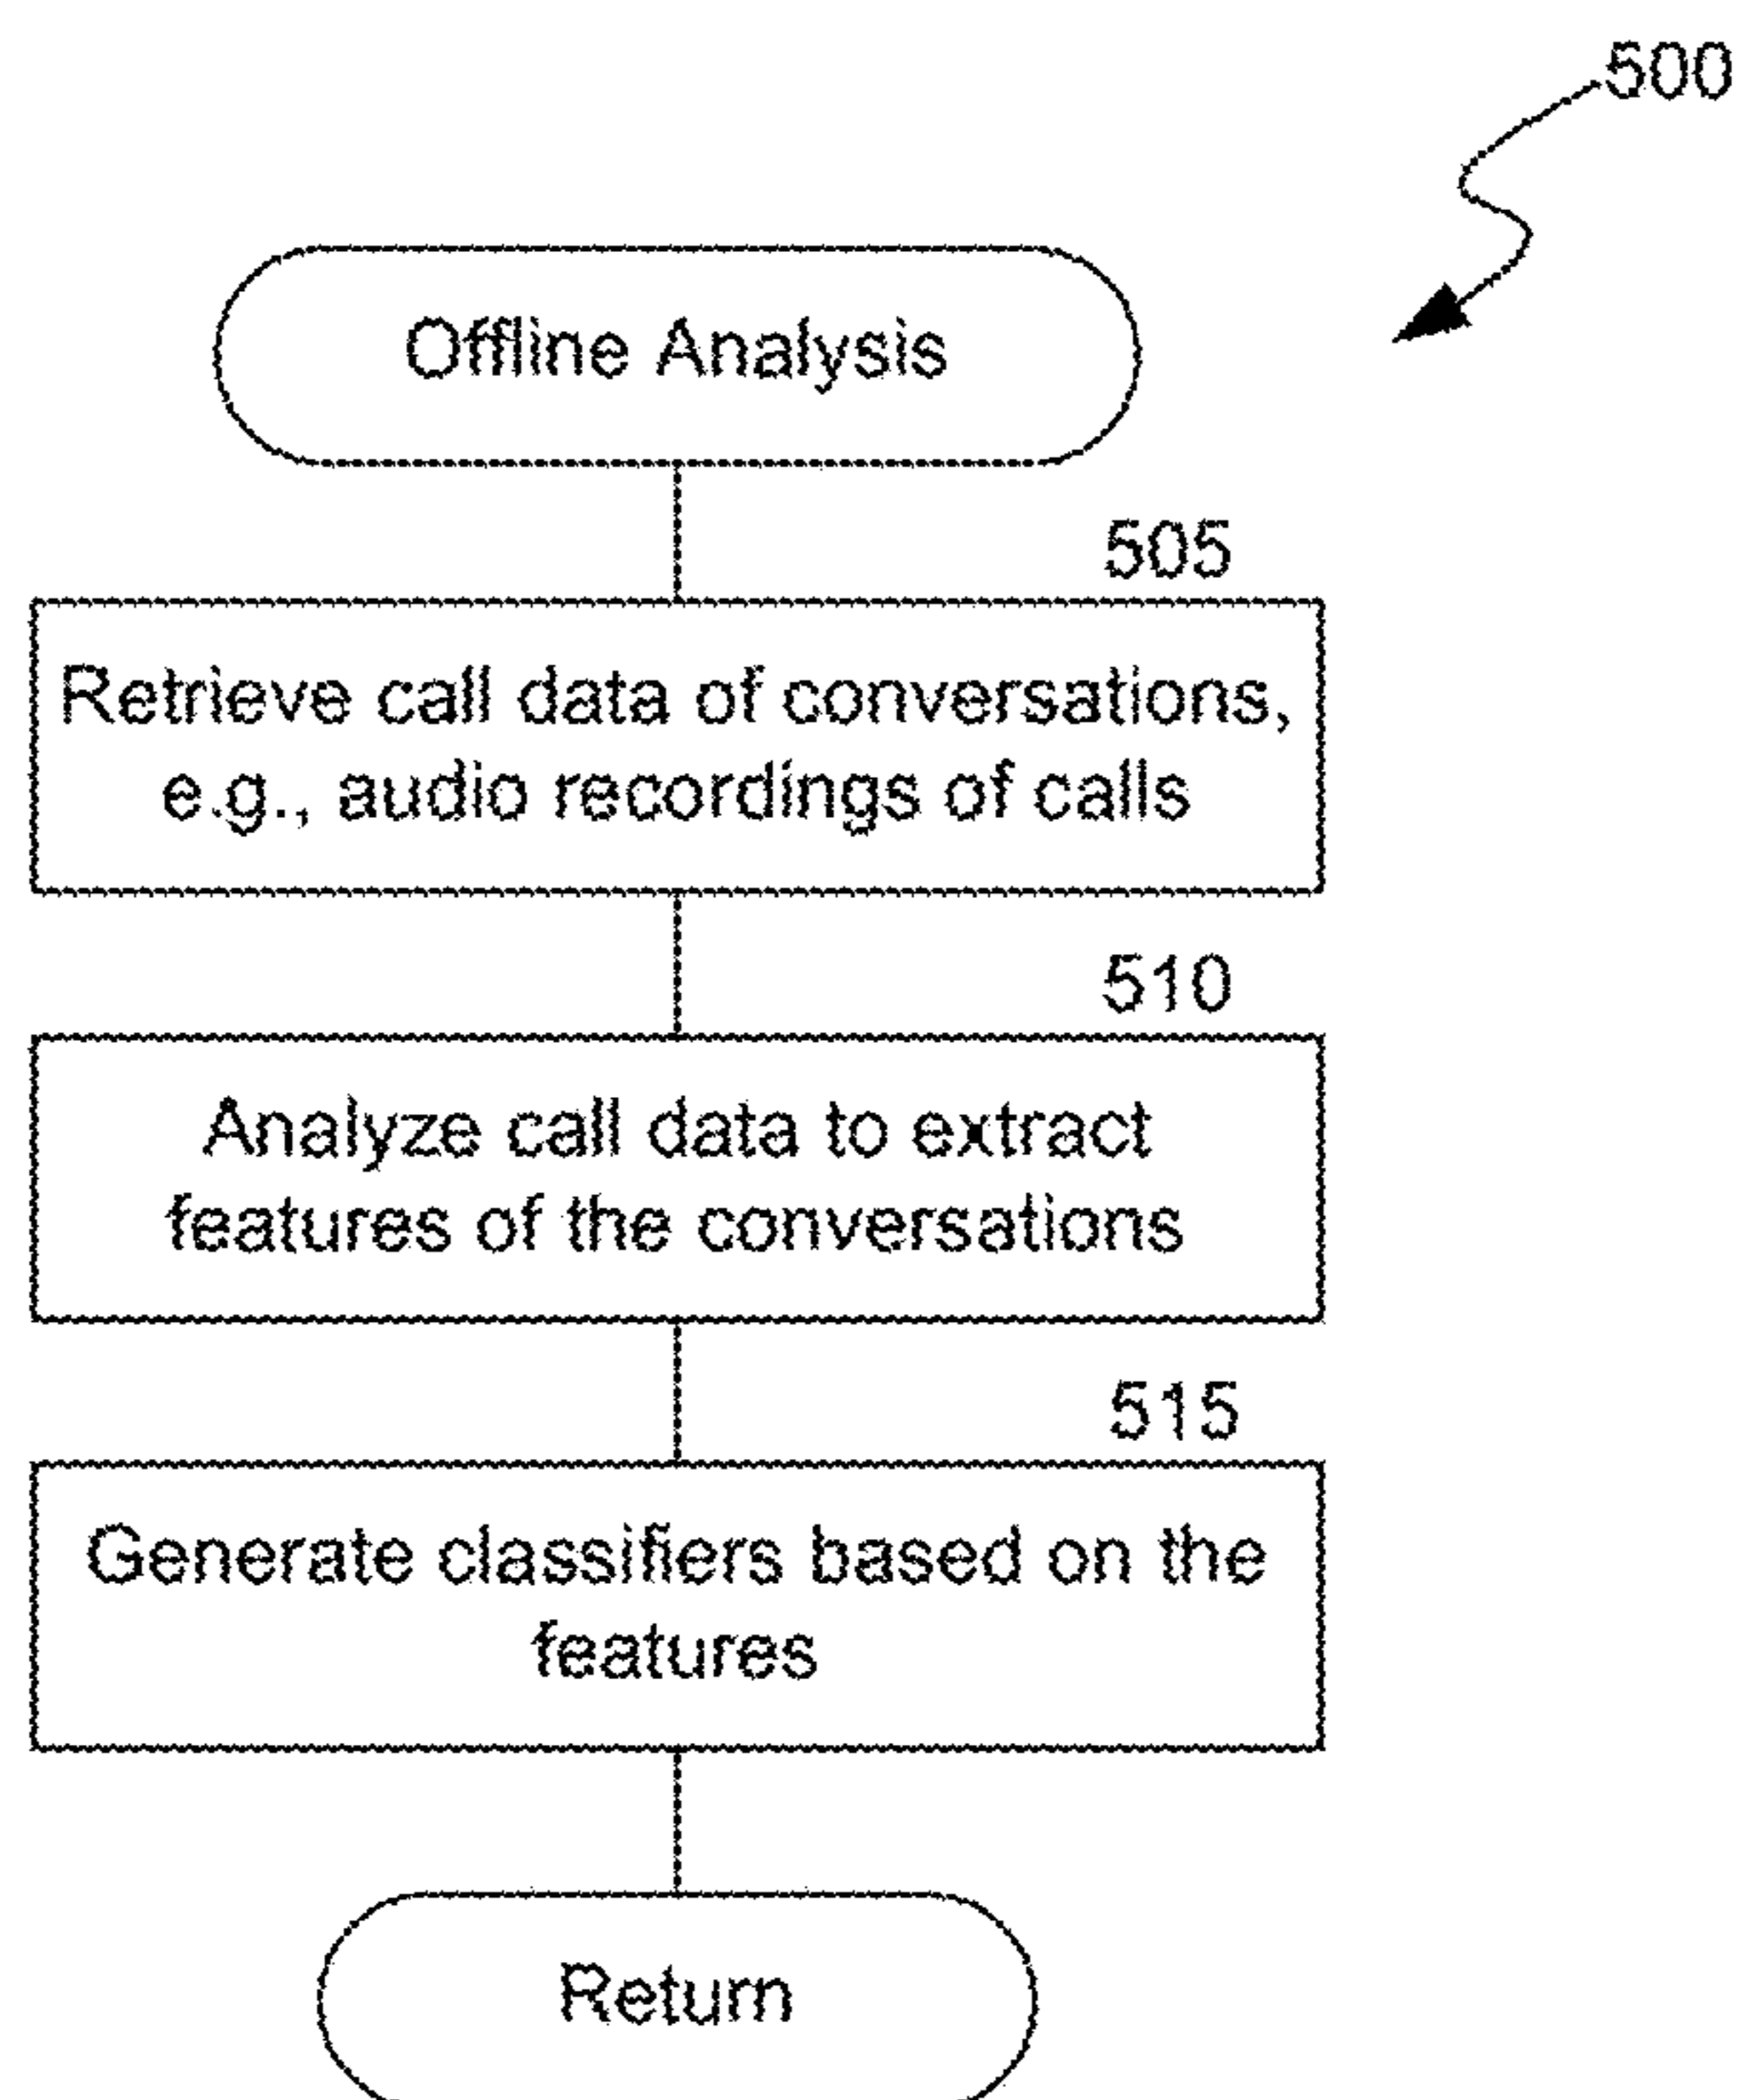 500
Offline Analysis
505
Retrieve call data of conversations,
e.g., audio recordings of calls
510
Analyze call data to extract
features of the conversations
515
Generate classifiers based on the
features
Return